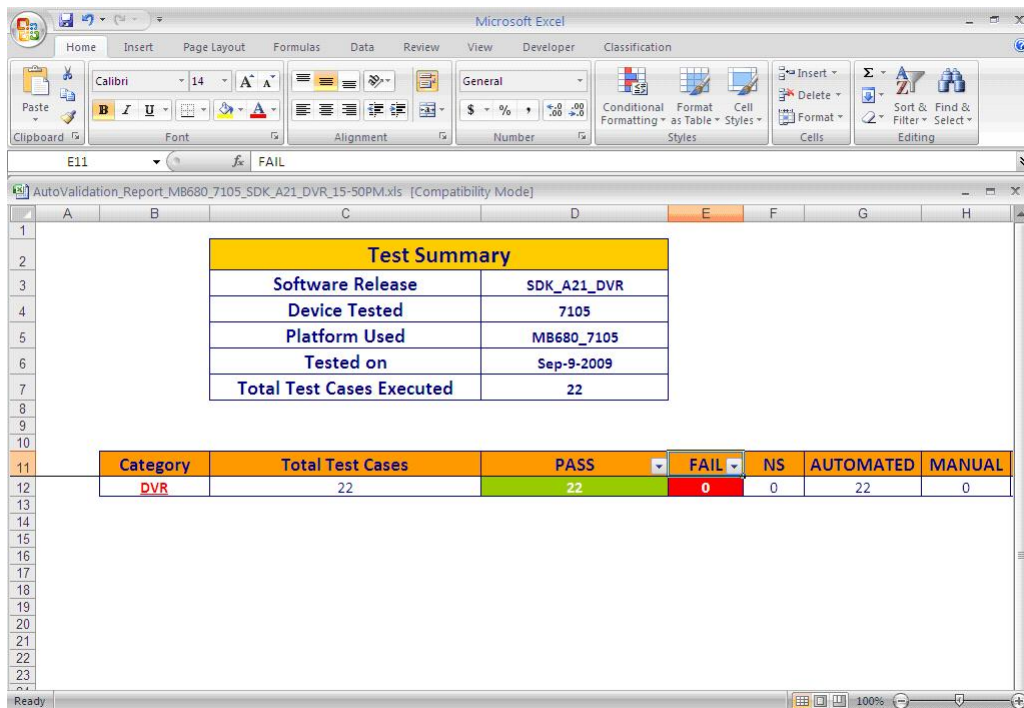 Microsoft Excel
Home Insert Page Layout Formulas Data Review View Developer Classification
Paste
Calibri 14 A A
General
Insert
Delete
Format
B I U A
$ % , .0 .00 .00 .0
Conditional Formatting Format as Table Cell Styles
Σ Sort & Filter Find & Select
Clipboard Font Alignment Number Styles Cells Editing
E11 fx FAIL
AutoValidation_Report_MB680_7105_SDK_A21_DVR_15-50PM.xls [Compatibility Mode]
A B C D E F G H
1
2 Test Summary
3 Software Release SDK_A21_DVR
4 Device Tested 7105
5 Platform Used MB680_7105
6 Tested on Sep-9-2009
7 Total Test Cases Executed 22
8
9
10
11 Category Total Test Cases PASS FAIL NS AUTOMATED MANUAL
12 DVR 22 22 0 0 22 0
13
14
15
16
17
18
19
20
21
22
23
Ready 100%